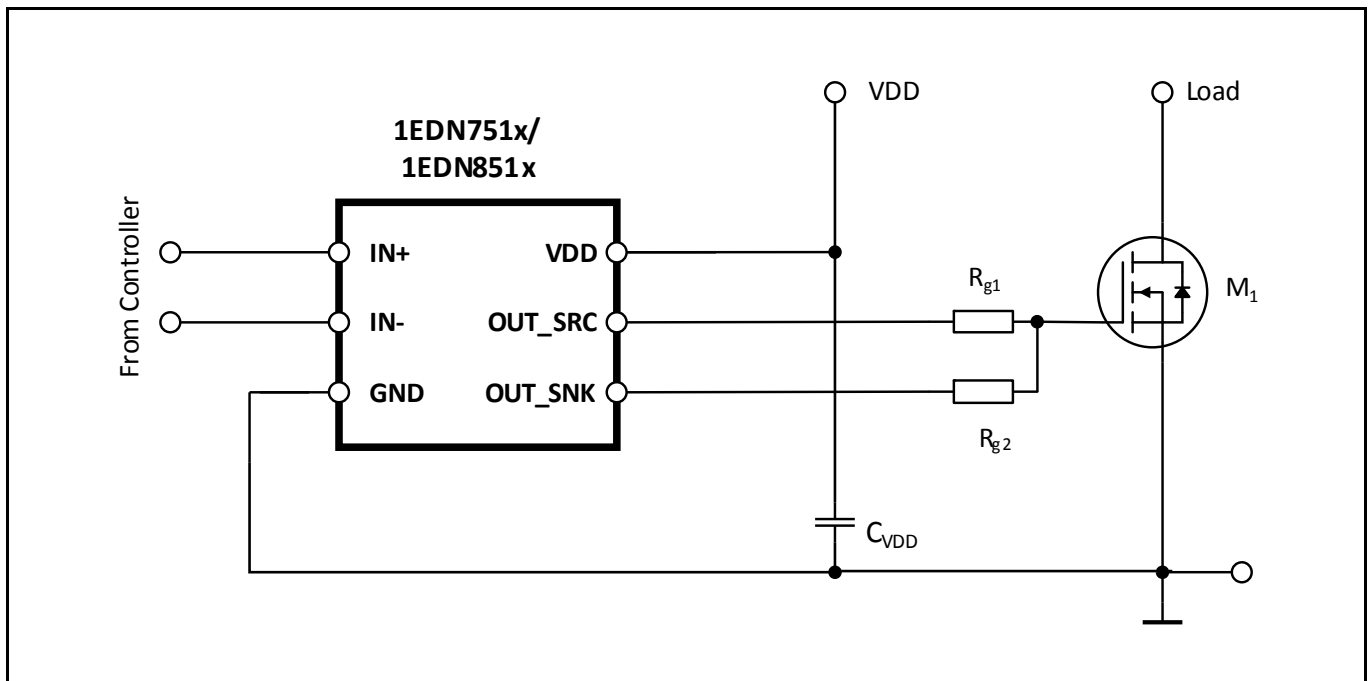 VDD
Load
1EDN751x/
1EDN851x
From Controller
IN+
VDD
IN-
OUT_SRC
GND
OUT_SNK
Rg1
M1
Rg2
CVDD